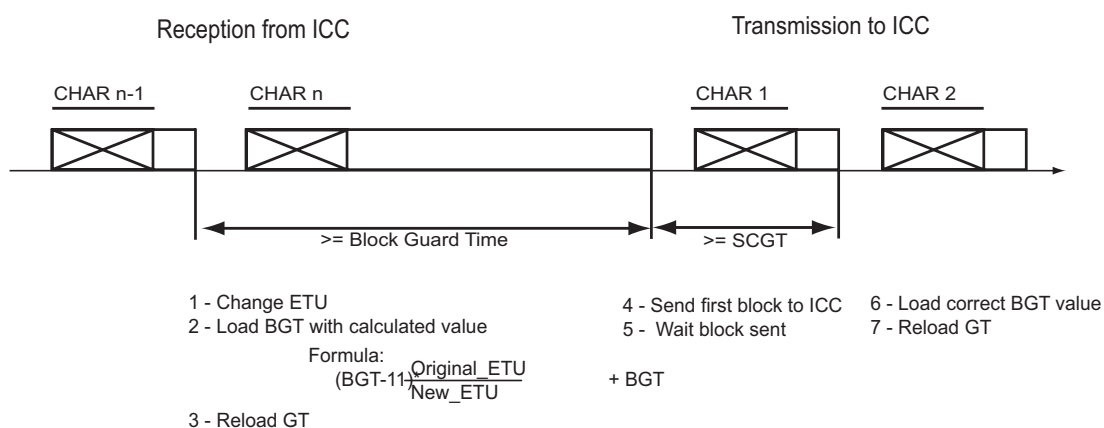 Reception from ICC
Transmission to ICC
CHAR n-1
CHAR n
CHAR 1
CHAR 2
>= Block Guard Time
>= SCGT
1 - Change ETU
2 - Load BGT with calculated value
Formula:
(BGT-11)* Original_ETU
New_ETU
+ BGT
3 - Reload GT
4 - Send first block to ICC
5 - Wait block sent
6 - Load correct BGT value
7 - Reload GT